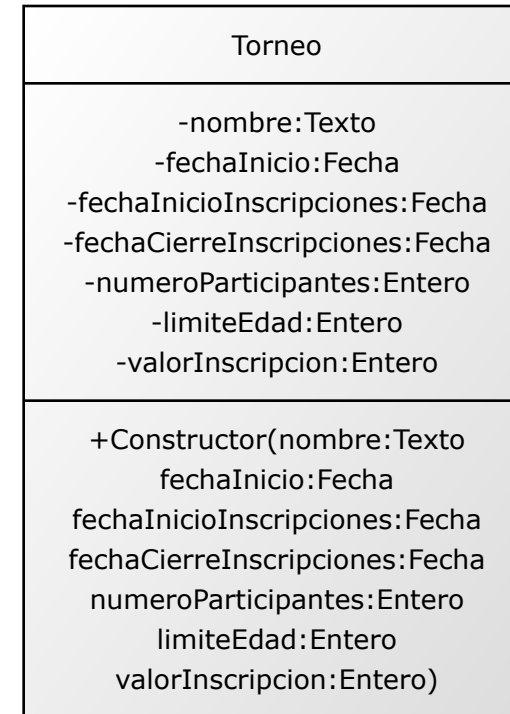 Torneo
-nombre:Texto
-fechaInicio:Fecha
-fechaInicioInscripciones:Fecha
-fechaCierreInscripciones:Fecha
-numeroParticipantes:Entero
-limiteEdad:Entero
-valorInscripcion:Entero
+Constructor(nombre:Texto
fechaInicio:Fecha
fechaInicioInscripciones:Fecha
fechaCierreInscripciones:Fecha
numeroParticipantes:Entero
limiteEdad:Entero
valorInscripcion:Entero)